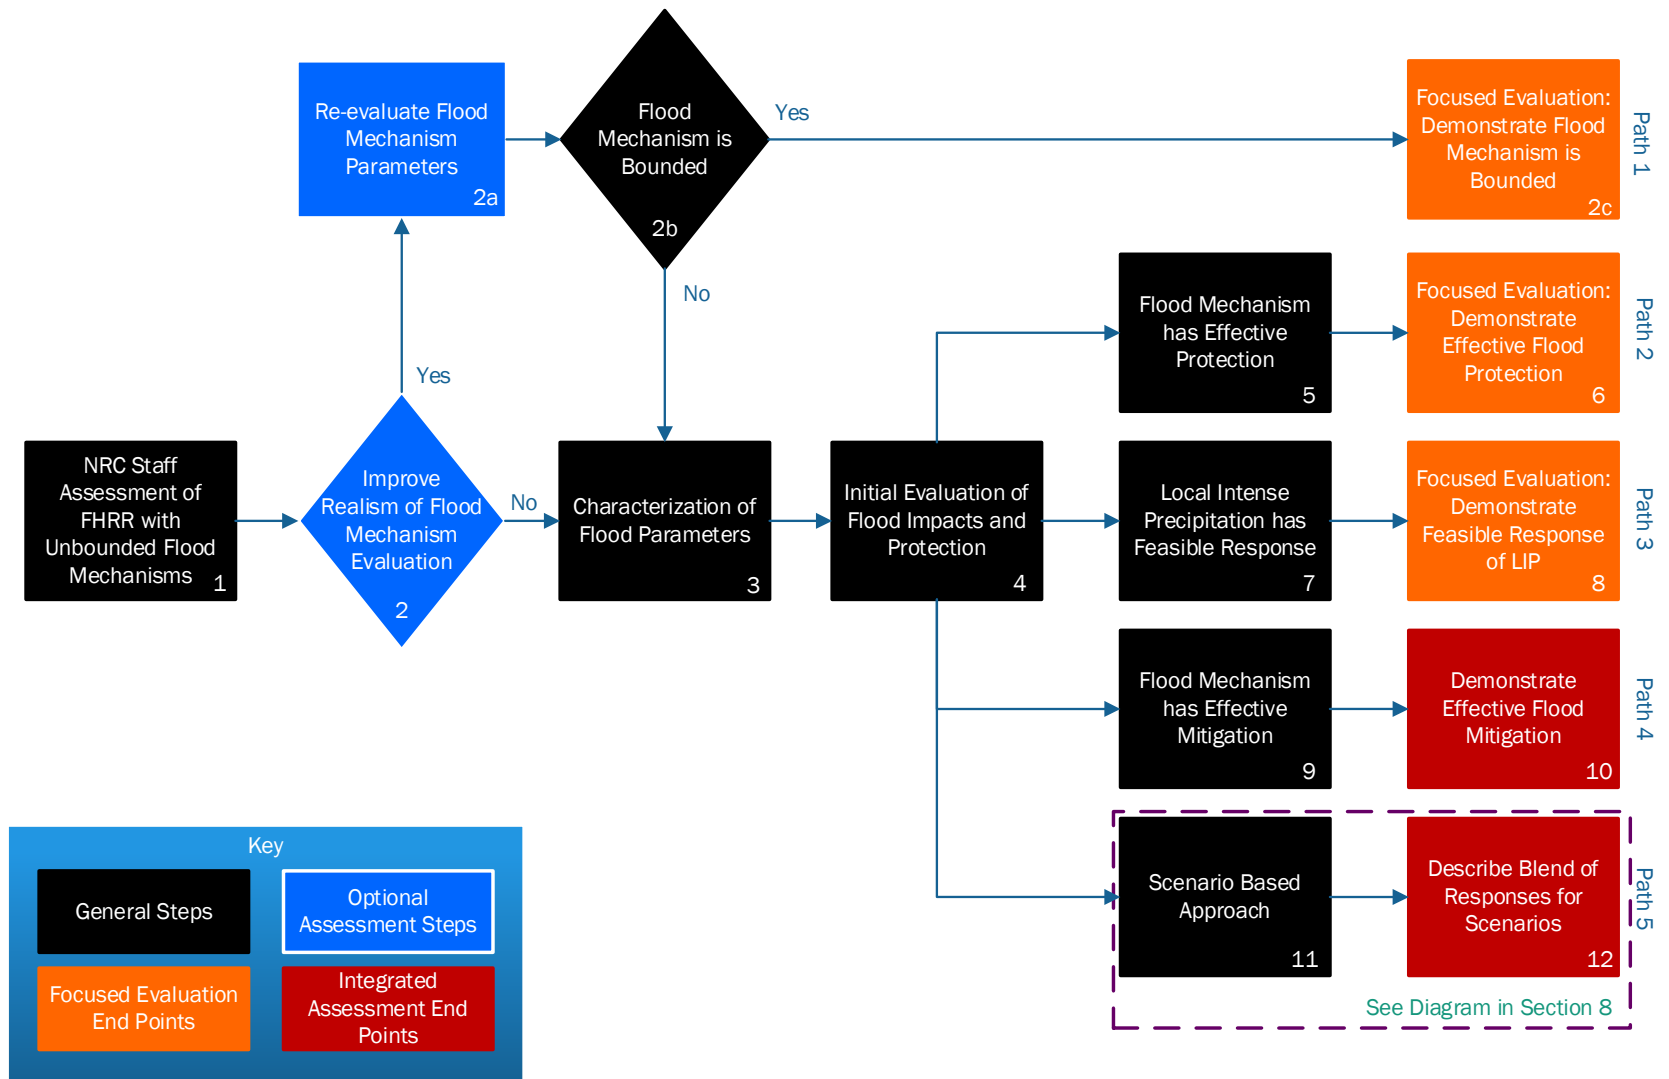 Re-evaluate Flood
Mechanism
Parameters
2a
Flood
Mechanism is
Bounded
2b
Yes
Focused Evaluation:
Demonstrate Flood
Mechanism is
Bounded
2c
Path 1
No
Flood Mechanism
has Effective
Protection
5
Focused Evaluation:
Demonstrate
Effective Flood
Protection
6
Path 2
Yes
NRC Staff
Assessment of
FHRR with
Unbounded Flood
Mechanisms
1
Improve
Realism of Flood
Mechanism
Evaluation
2
No
Characterization of
Flood Parameters
3
Initial Evaluation of
Flood Impacts and
Protection
4
Local Intense
Precipitation has
Feasible Response
7
Focused Evaluation:
Demonstrate
Feasible Response
of LIP
8
Path 3
Flood Mechanism
has Effective
Mitigation
9
Demonstrate
Effective Flood
Mitigation
10
Path 4
Scenario Based
Approach
11
Describe Blend of
Responses for
Scenarios
12
Path 5
See Diagram in Section 8
Key
General Steps
Optional
Assessment Steps
Focused Evaluation
End Points
Integrated
Assessment End
Points